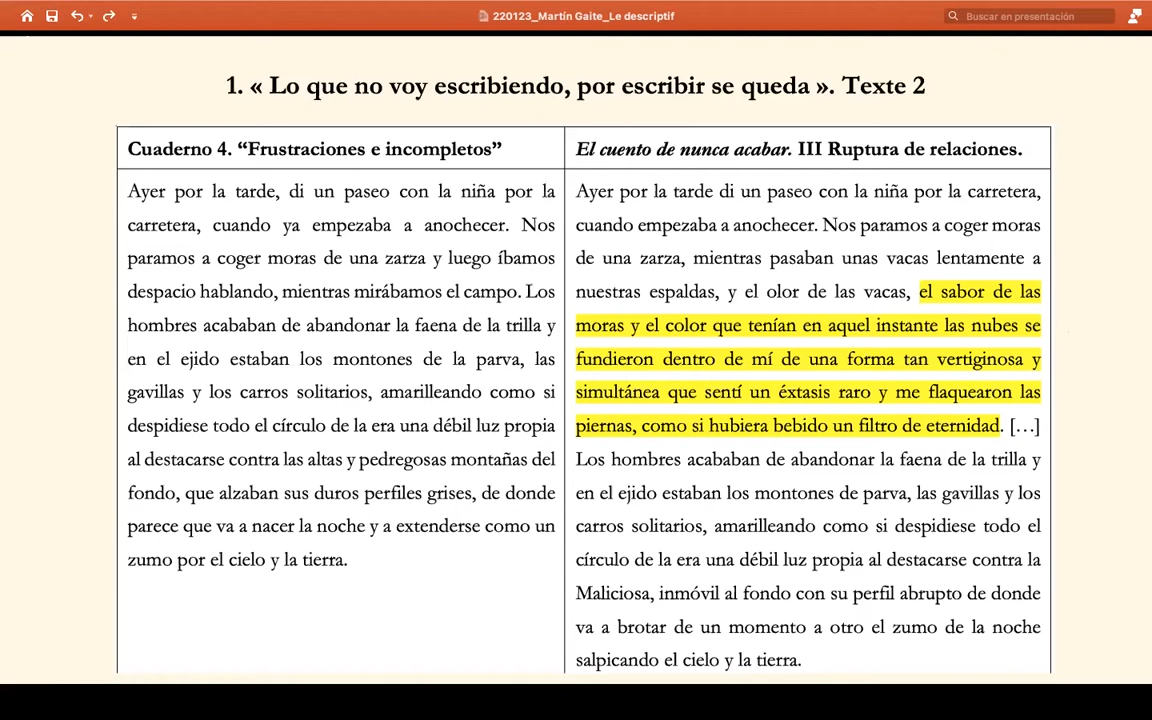 220123_Martín Gaite_Le descriptif
Buscar en presentación
1. « Lo que no voy escribiendo, por escribir se queda ». Texte 2
Cuaderno 4. “Frustraciones e incompletos”
Ayer por la tarde, di un paseo con la niña por la
carretera, cuando ya empezaba a anochecer. Nos
paramos a coger moras de una zarza y luego íbamos
despacio hablando, mientras mirábamos el campo. Los
hombres acababan de abandonar la faena de la trilla y
en el ejido estaban los montones de la parva, las
gavillas y los carros solitarios, amarilleando como si
despidiese todo el círculo de la era una débil luz propia
al destacarse contra las altas y pedregosas montañas del
fondo, que alzaban sus duros perfiles grises, de donde
parece que va a nacer la noche y a extenderse como un
zumo por el cielo y la tierra.
El cuento de nunca acabar. III Ruptura de relaciones.
Ayer por la tarde di un paseo con la niña por la carretera,
cuando empezaba a anochecer. Nos paramos a coger moras
de una zarza, mientras pasaban unas vacas lentamente a
nuestras espaldas, y el olor de las vacas, el sabor de las
moras y el color que tenían en aquel instante las nubes se
fundieron dentro de mí de una forma tan vertiginosa y
simultánea que sentí un éxtasis raro y me flaquearon las
piernas, como si hubiera bebido un filtro de eternidad. […]
Los hombres acababan de abandonar la faena de la trilla y
en el ejido estaban los montones de parva, las gavillas y los
carros solitarios, amarilleando como si despidiese todo el
círculo de la era una débil luz propia al destacarse contra la
Maliciosa, inmóvil al fondo con su perfil abrupto de donde
va a brotar de un momento a otro el zumo de la noche
salpicando el cielo y la tierra.